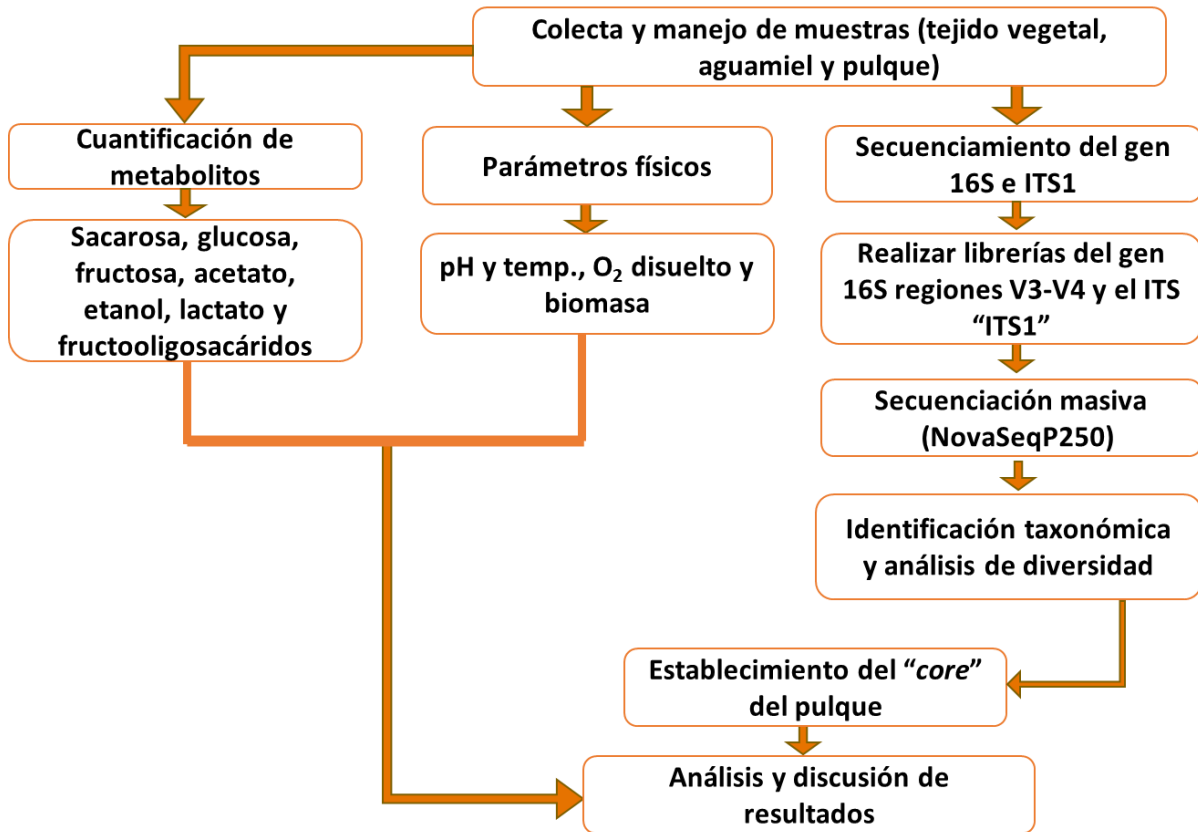 Colecta y manejo de muestras (tejido vegetal,
aguamiel y pulque)
Cuantificación de
metabolitos
Sacarosa, glucosa,
fructosa, acetato,
etanol, lactato y
fructooligosacáridos
Parámetros físicos
pH y temp., O₂ disuelto y
biomasa
Secuenciamiento del gen
16S e ITS1
Realizar librerías del gen
16S regiones V3-V4 y el ITS
“ITS1”
Secuenciación masiva
(NovaSeqP250)
Identificación taxonómica
y análisis de diversidad
Establecimiento del “core”
del pulque
Análisis y discusión de
resultados